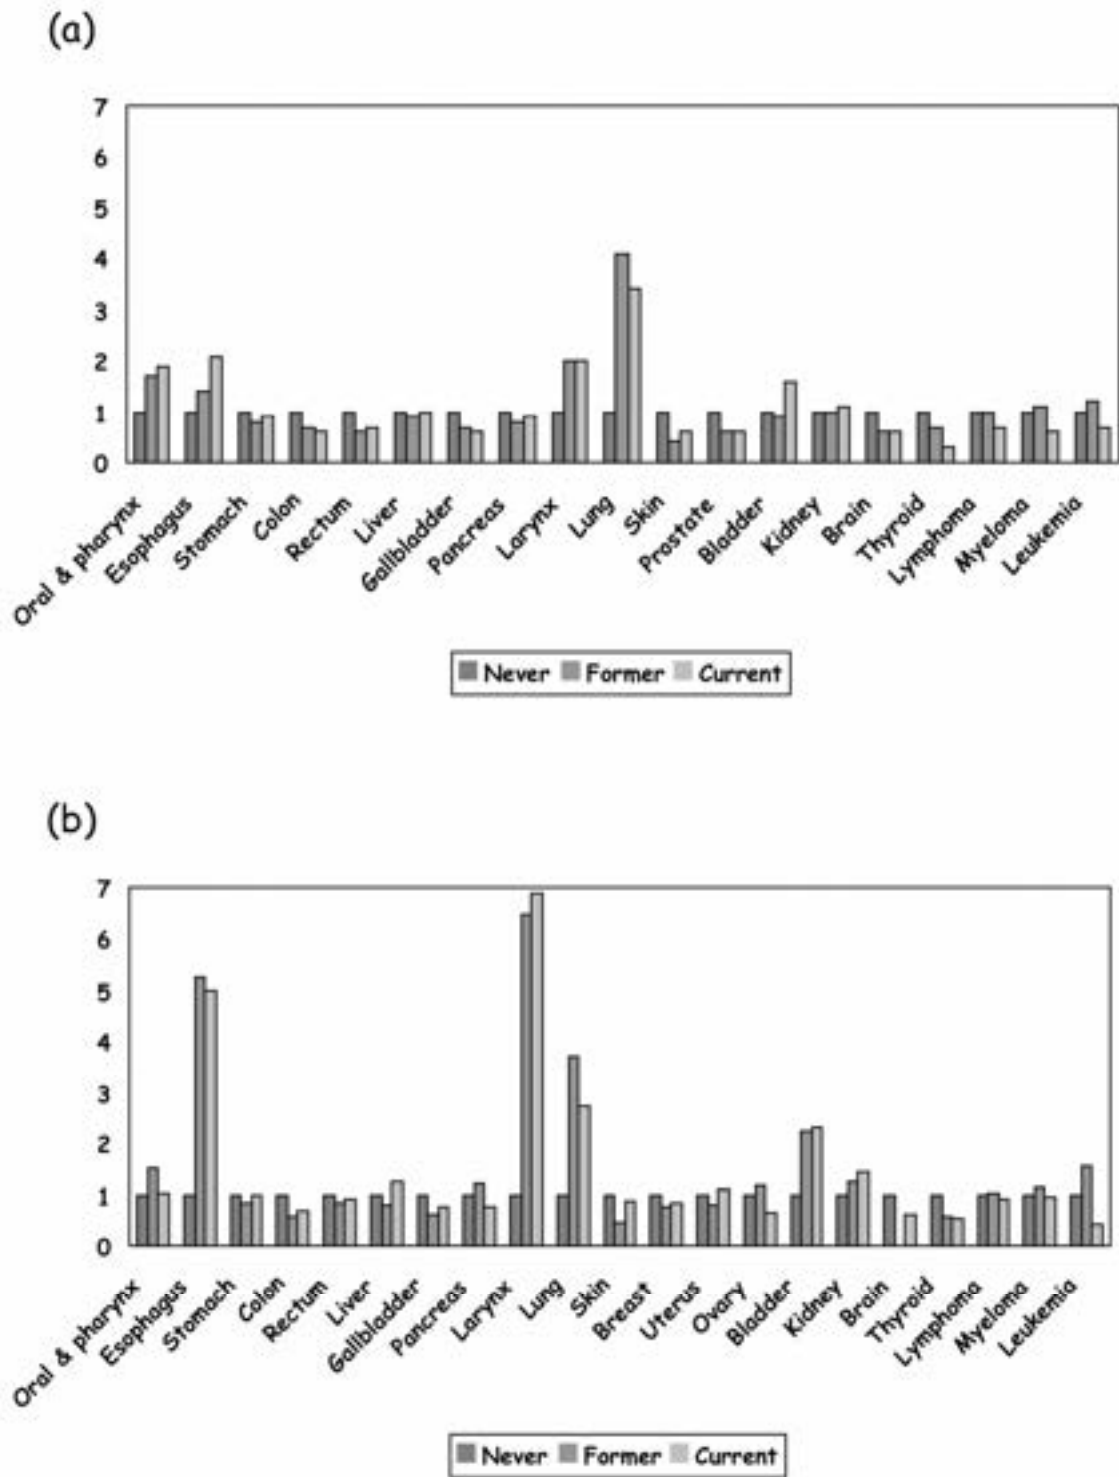 (a)
7
6
5
4
3
2
1
0
Oral & pharynx
Esophagus
Stomach
Colon
Rectum
Liver
Gallbladder
Pancreas
Larynx
Lung
Skin
Prostate
Bladder
Kidney
Brain
Thyroid
Lymphoma
Myeloma
Leukemia
Never Former Current
(b)
7
6
5
4
3
2
1
0
Oral & pharynx
Esophagus
Stomach
Colon
Rectum
Liver
Gallbladder
Pancreas
Larynx
Lung
Skin
Breast
Uterus
Ovary
Bladder
Kidney
Brain
Thyroid
Lymphoma
Myeloma
Leukemia
Never Former Current